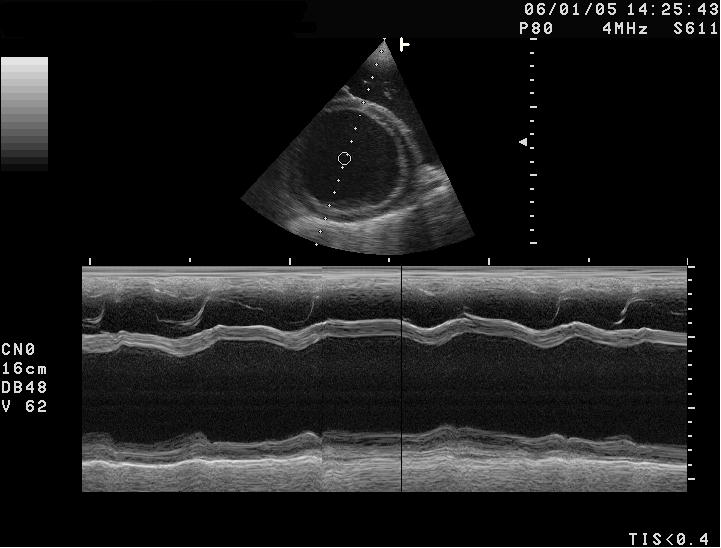 06/01/05 14:25:43
P80 4MHz S611
CN0
16cm
DB48
V 62
TIS<0.4